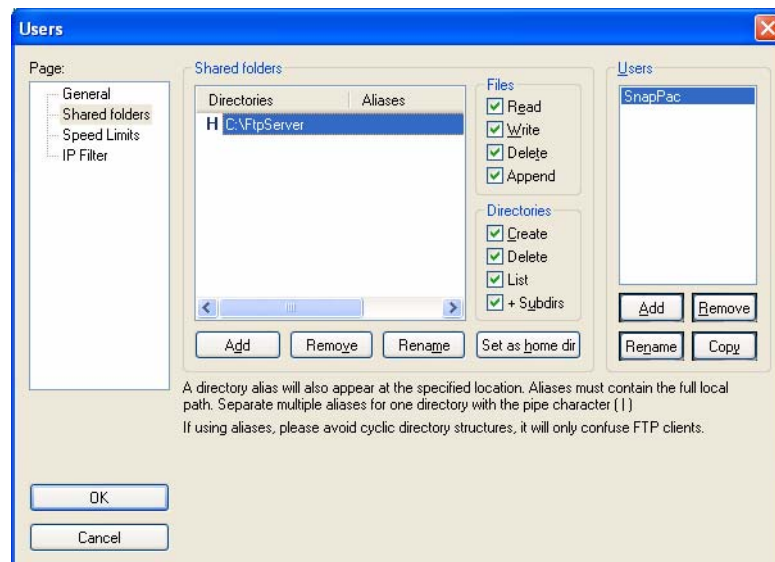 Users
Page:
General
Shared folders
Speed Limits
IP Filter
Shared folders
Directories Aliases
H C:\FtpServer
Add Remove Rename Set as home dir
Files
Read
Write
Delete
Append
Directories
Create
Delete
List
+ Subdirs
Users
SnapPac
Add Remove
Rename Copy
A directory alias will also appear at the specified location. Aliases must contain the full local
path. Separate multiple aliases for one directory with the pipe character ( | )
If using aliases, please avoid cyclic directory structures, it will only confuse FTP clients.
OK
Cancel